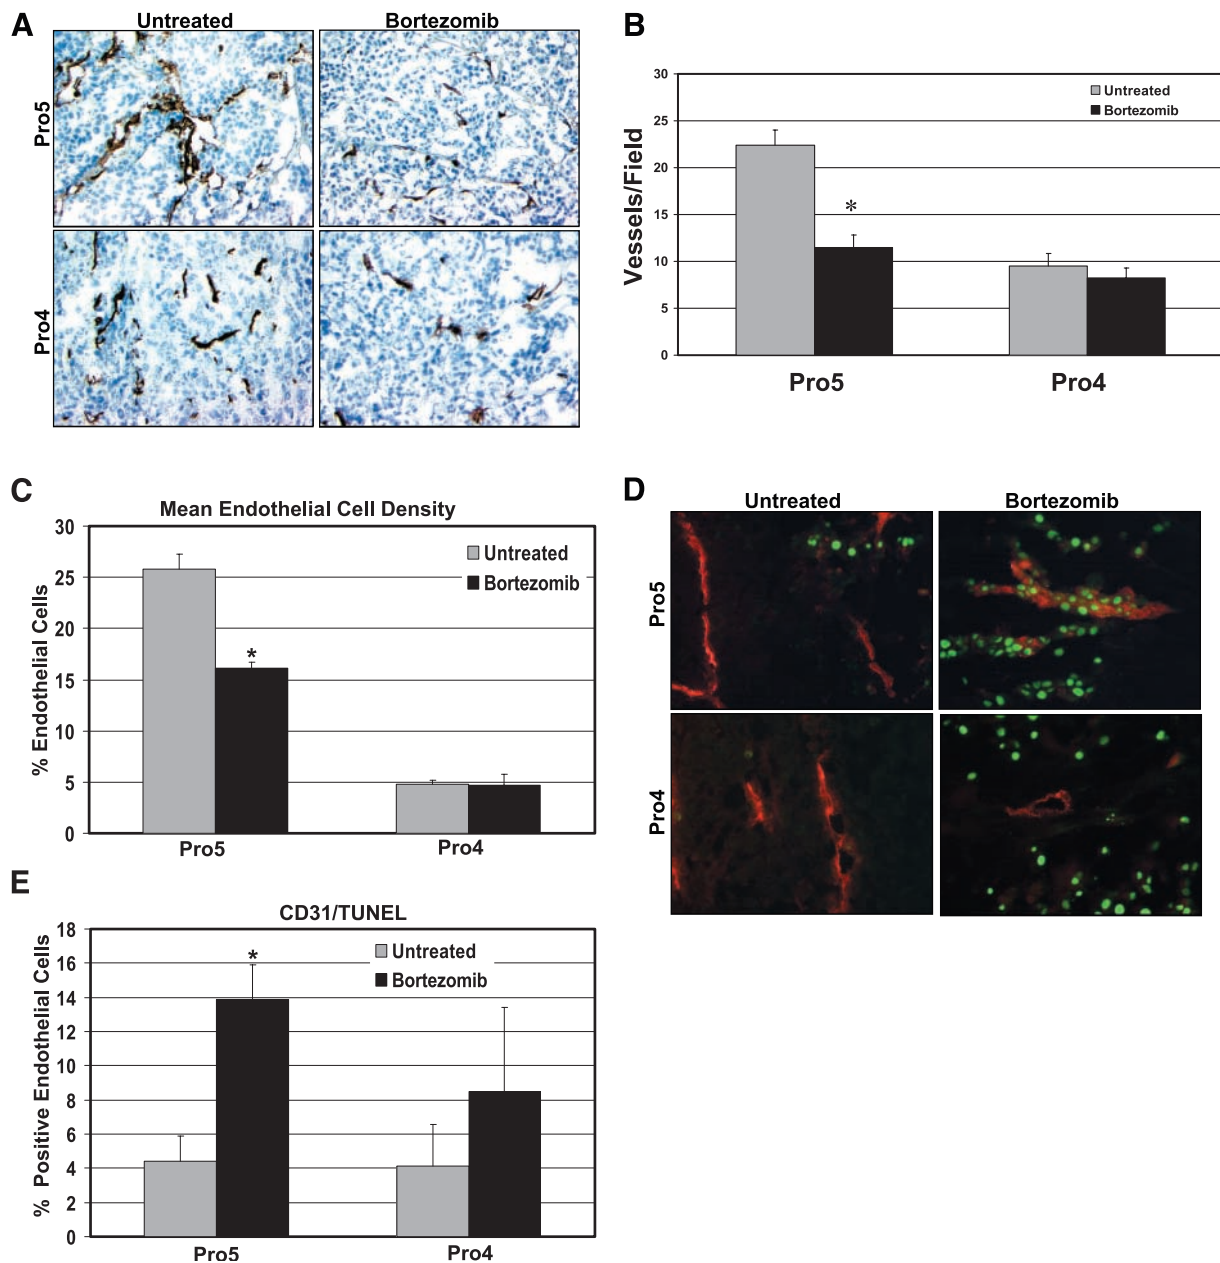 A
Untreated
Bortezomib
Pro5
Pro4
B
30
25
20
15
10
5
0
Vessels/Field
Untreated
Bortezomib
*
Pro5
Pro4
C
Mean Endothelial Cell Density
30
25
20
15
10
5
0
% Endothelial Cells
Untreated
Bortezomib
*
Pro5
Pro4
D
Untreated
Bortezomib
Pro5
Pro4
E
CD31/TUNEL
18
16
14
12
10
8
6
4
2
0
% Positive Endothelial Cells
Untreated
Bortezomib
*
Pro5
Pro4